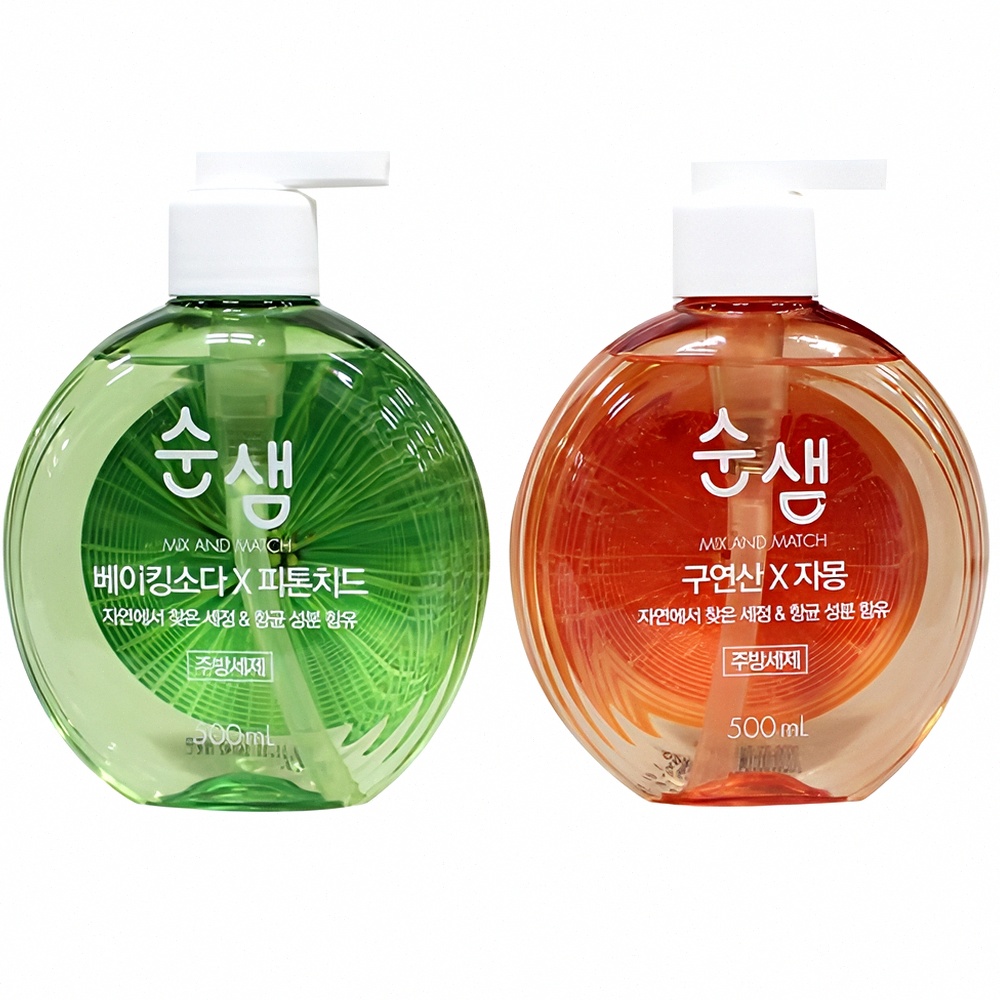 순샘
MIX AND MATCH
베이킹소다 X 피톤치드
자연에서 찾은 세정 & 항균 성분 함유
주방세제
500mL
순샘
MIX AND MATCH
구연산 X 자몽
자연에서 찾은 세정 & 항균 성분 함유
주방세제
500mL